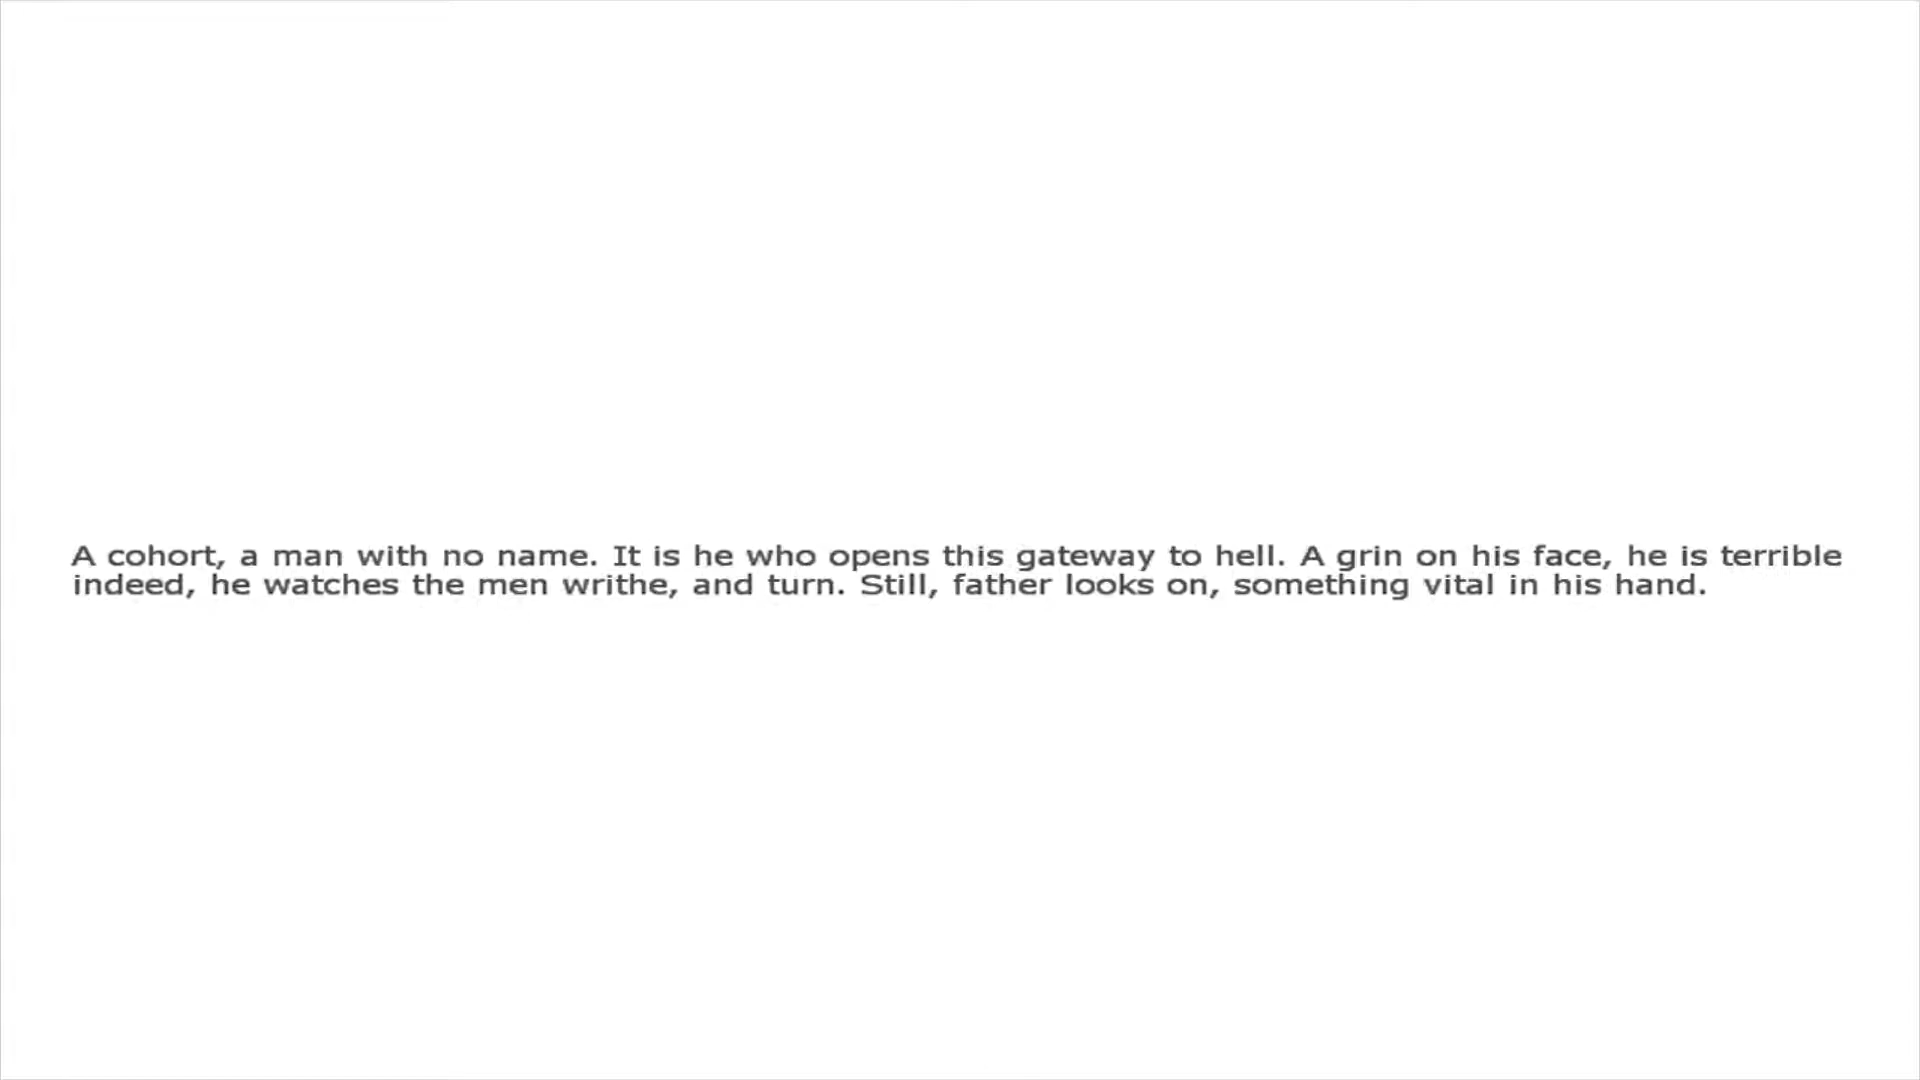 A cohort, a man with no name. It is he who opens this gateway to hell. A grin on his face, he is terrible
indeed, he watches the men writhe, and turn. Still, father looks on, something vital in his hand.